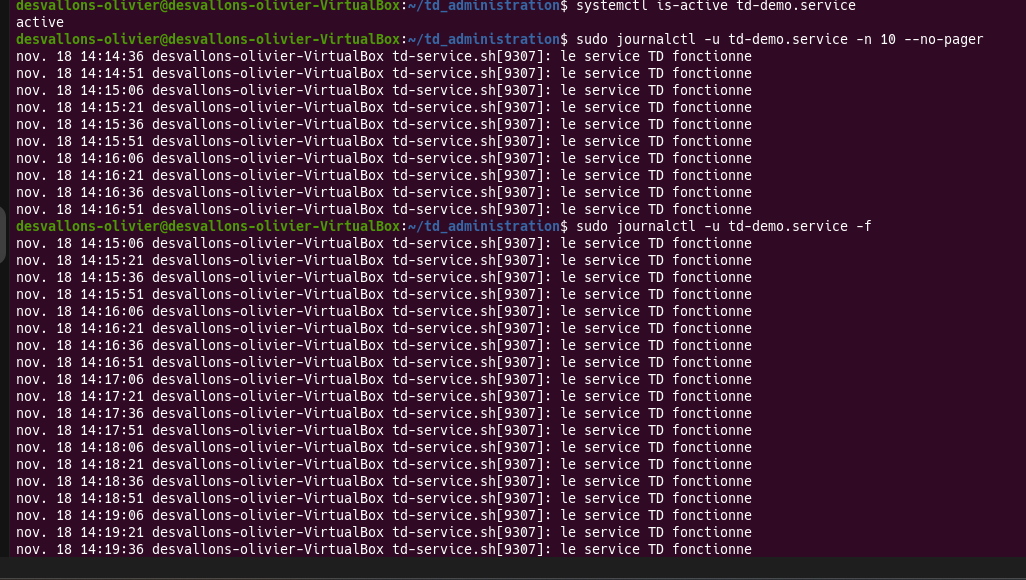 desvallons-olivier@desvallons-olivier-VirtualBox:~/td_administration$ systemctl is-active td-demo.service
active
desvallons-olivier@desvallons-olivier-VirtualBox:~/td_administration$ sudo journalctl -u td-demo.service -n 10 --no-pager
nov. 18 14:14:36 desvallons-olivier-VirtualBox td-service.sh[9307]: le service TD fonctionne
nov. 18 14:14:51 desvallons-olivier-VirtualBox td-service.sh[9307]: le service TD fonctionne
nov. 18 14:15:06 desvallons-olivier-VirtualBox td-service.sh[9307]: le service TD fonctionne
nov. 18 14:15:21 desvallons-olivier-VirtualBox td-service.sh[9307]: le service TD fonctionne
nov. 18 14:15:36 desvallons-olivier-VirtualBox td-service.sh[9307]: le service TD fonctionne
nov. 18 14:15:51 desvallons-olivier-VirtualBox td-service.sh[9307]: le service TD fonctionne
nov. 18 14:16:06 desvallons-olivier-VirtualBox td-service.sh[9307]: le service TD fonctionne
nov. 18 14:16:21 desvallons-olivier-VirtualBox td-service.sh[9307]: le service TD fonctionne
nov. 18 14:16:36 desvallons-olivier-VirtualBox td-service.sh[9307]: le service TD fonctionne
nov. 18 14:16:51 desvallons-olivier-VirtualBox td-service.sh[9307]: le service TD fonctionne
desvallons-olivier@desvallons-olivier-VirtualBox:~/td_administration$ sudo journalctl -u td-demo.service -f
nov. 18 14:15:06 desvallons-olivier-VirtualBox td-service.sh[9307]: le service TD fonctionne
nov. 18 14:15:21 desvallons-olivier-VirtualBox td-service.sh[9307]: le service TD fonctionne
nov. 18 14:15:36 desvallons-olivier-VirtualBox td-service.sh[9307]: le service TD fonctionne
nov. 18 14:15:51 desvallons-olivier-VirtualBox td-service.sh[9307]: le service TD fonctionne
nov. 18 14:16:06 desvallons-olivier-VirtualBox td-service.sh[9307]: le service TD fonctionne
nov. 18 14:16:21 desvallons-olivier-VirtualBox td-service.sh[9307]: le service TD fonctionne
nov. 18 14:16:36 desvallons-olivier-VirtualBox td-service.sh[9307]: le service TD fonctionne
nov. 18 14:16:51 desvallons-olivier-VirtualBox td-service.sh[9307]: le service TD fonctionne
nov. 18 14:17:06 desvallons-olivier-VirtualBox td-service.sh[9307]: le service TD fonctionne
nov. 18 14:17:21 desvallons-olivier-VirtualBox td-service.sh[9307]: le service TD fonctionne
nov. 18 14:17:36 desvallons-olivier-VirtualBox td-service.sh[9307]: le service TD fonctionne
nov. 18 14:17:51 desvallons-olivier-VirtualBox td-service.sh[9307]: le service TD fonctionne
nov. 18 14:18:06 desvallons-olivier-VirtualBox td-service.sh[9307]: le service TD fonctionne
nov. 18 14:18:21 desvallons-olivier-VirtualBox td-service.sh[9307]: le service TD fonctionne
nov. 18 14:18:36 desvallons-olivier-VirtualBox td-service.sh[9307]: le service TD fonctionne
nov. 18 14:18:51 desvallons-olivier-VirtualBox td-service.sh[9307]: le service TD fonctionne
nov. 18 14:19:06 desvallons-olivier-VirtualBox td-service.sh[9307]: le service TD fonctionne
nov. 18 14:19:21 desvallons-olivier-VirtualBox td-service.sh[9307]: le service TD fonctionne
nov. 18 14:19:36 desvallons-olivier-VirtualBox td-service.sh[9307]: le service TD fonctionne